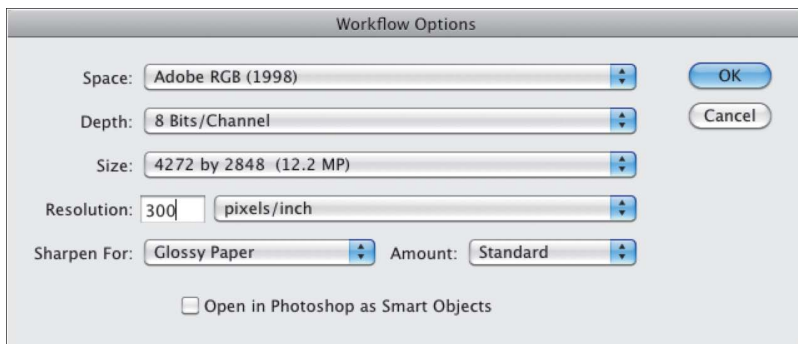 Workflow Options
Space: Adobe RGB (1998) OK
Depth: 8 Bits/Channel Cancel
Size: 4272 by 2848 (12.2 MP)
Resolution: 300 pixels/inch
Sharpen For: Glossy Paper Amount: Standard
Open in Photoshop as Smart Objects